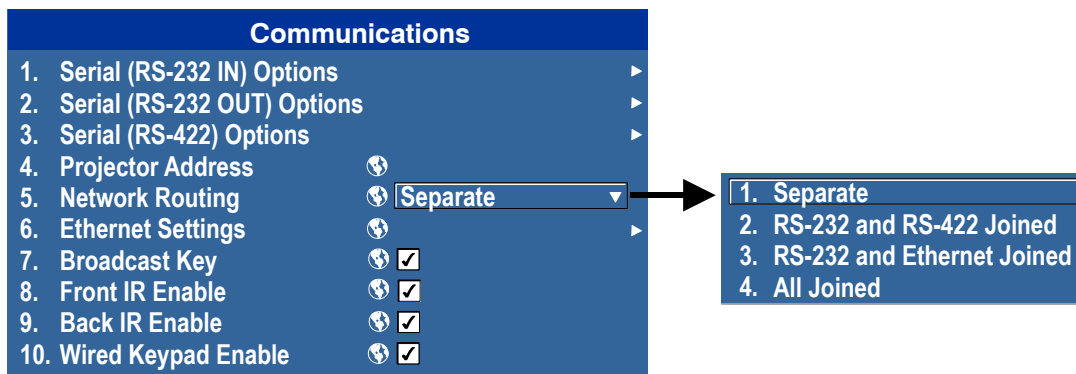 Communications
1. Serial (RS-232 IN) Options
2. Serial (RS-232 OUT) Options
3. Serial (RS-422) Options
4. Projector Address
5. Network Routing Separate
6. Ethernet Settings
7. Broadcast Key
8. Front IR Enable
9. Back IR Enable
10. Wired Keypad Enable
1. Separate
2. RS-232 and RS-422 Joined
3. RS-232 and Ethernet Joined
4. All Joined